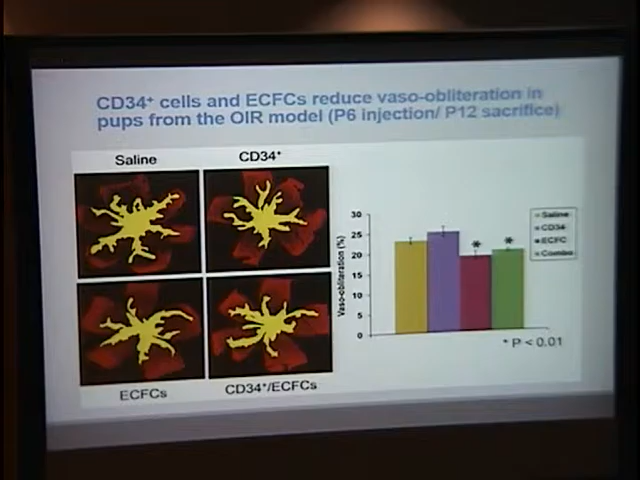 CD34⁺ cells and ECFCs reduce vaso-obliteration in
pups from the OIR model (P6 injection/ P12 sacrifice)
Saline
CD34⁺
ECFCs
CD34⁺/ECFCs
Vaso-obliteration (%)
30
25
20
15
10
5
0
*
*
Saline
CD34
ECFC
Combo
* P < 0.01